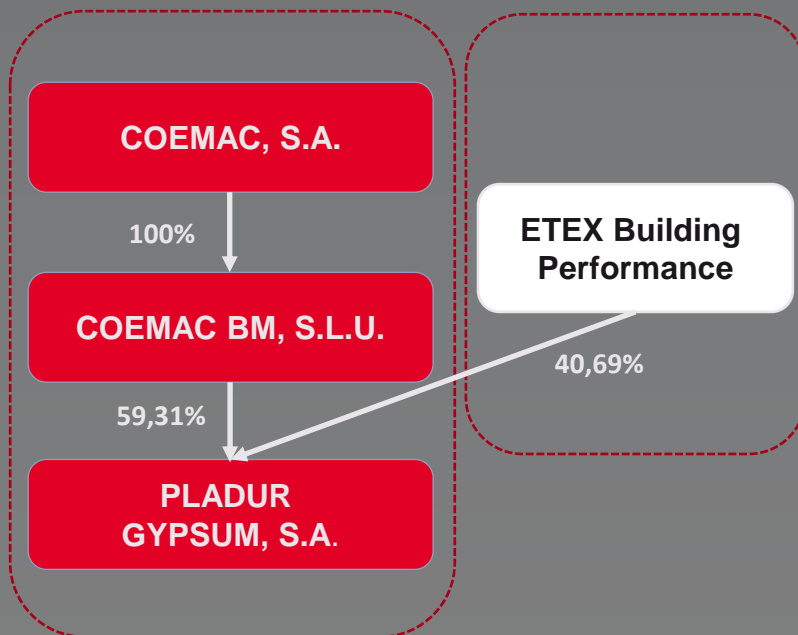 COEMAC, S.A.
100%
COEMAC BM, S.L.U.
59,31%
PLADUR
GYPSUM, S.A.
ETEX Building
Performance
40,69%